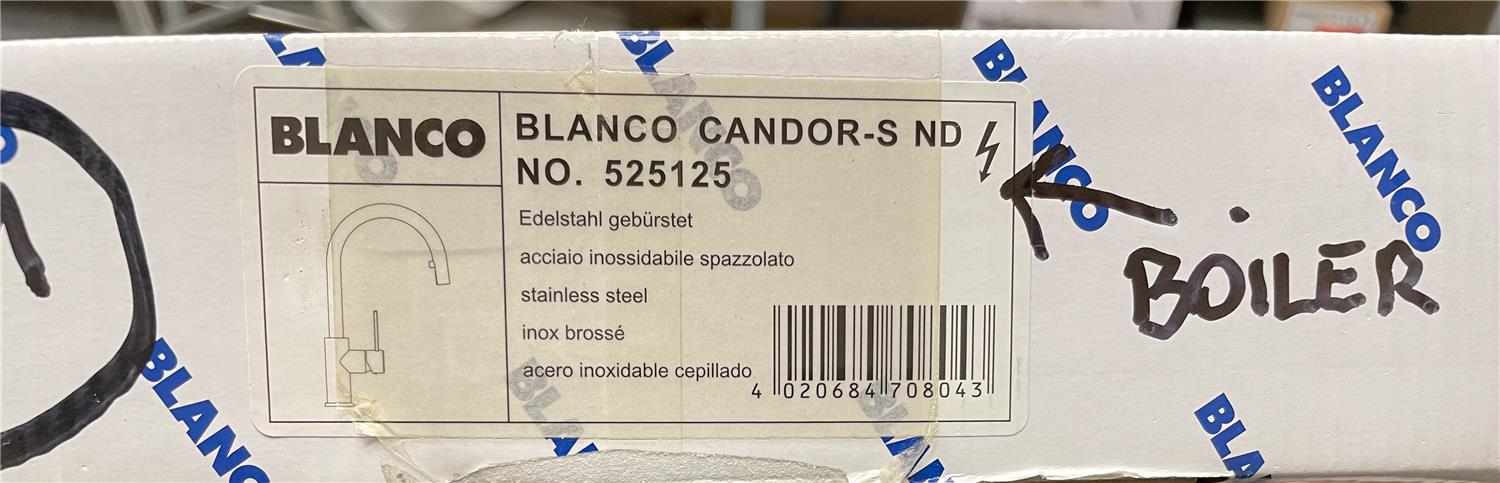 BLANCO
BLANCO CANDOR-S ND
NO. 525125
Edelstahl gebürstet
acciaio inossidabile spazzolato
stainless steel
inox brossé
acero inoxidable cepillado
4 020684 708043
BOILER
BLANCO
BLANCO
BLANCO
BLANCO
BLANCO